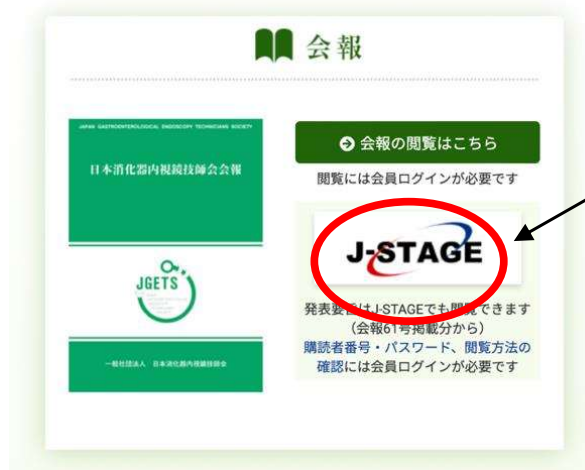 会報
JAPAN GASTROENTEROLOGICAL ENDOSCOPY TECHNICIANS SOCIETY
日本消化器内視鏡技師会会報
JGETS
一般社団法人 日本消化器内視鏡技師会
会報の閲覧はこちら
閲覧には会員ログインが必要です
J-STAGE
発表要旨はJ-STAGEでも閲覧できます
(会報61号掲載分から)
購読者番号・パスワード、閲覧方法の
確認には会員ログインが必要です